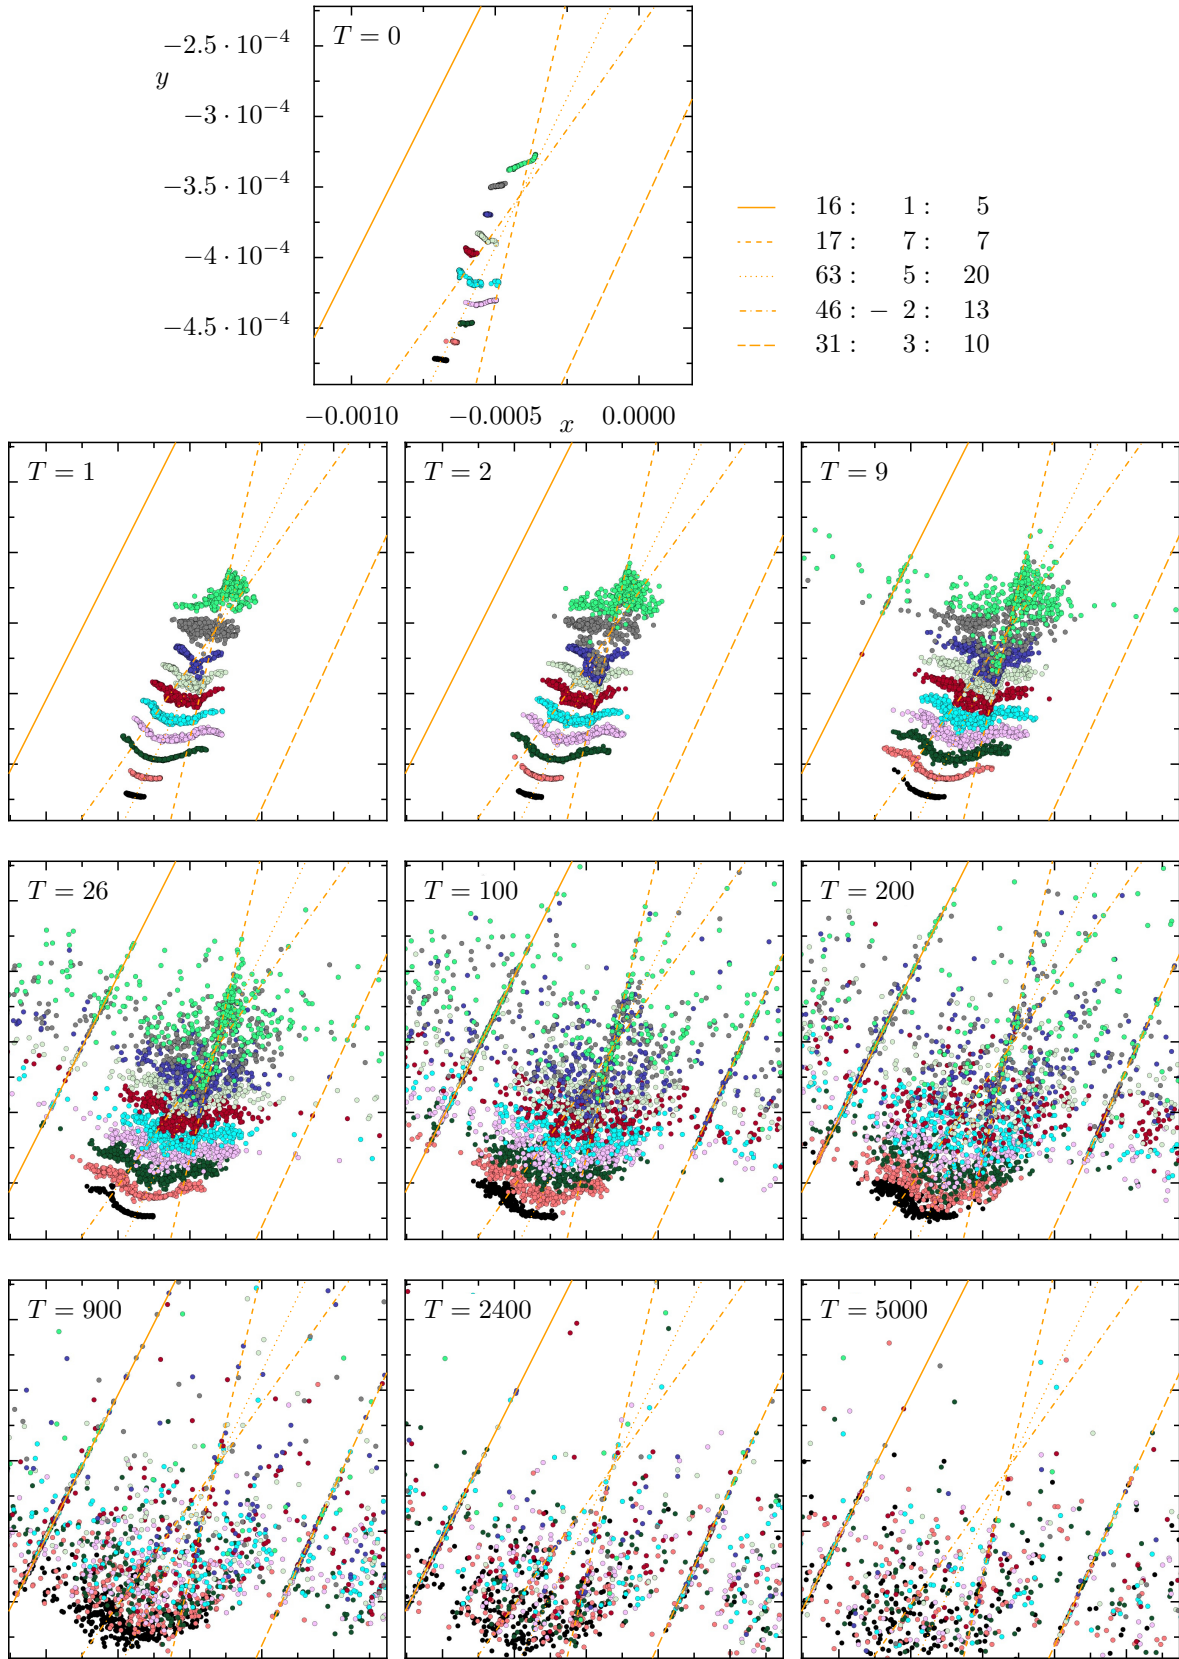 T = 0
−2.5 · 10⁻⁴
y
−3 · 10⁻⁴
−3.5 · 10⁻⁴
−4 · 10⁻⁴
−4.5 · 10⁻⁴
−0.0010 −0.0005 0.0000
x
16 : 1 : 5
17 : 7 : 7
63 : 5 : 20
46 : − 2 : 13
31 : 3 : 10
T = 1
T = 2
T = 9
T = 26
T = 100
T = 200
T = 900
T = 2400
T = 5000